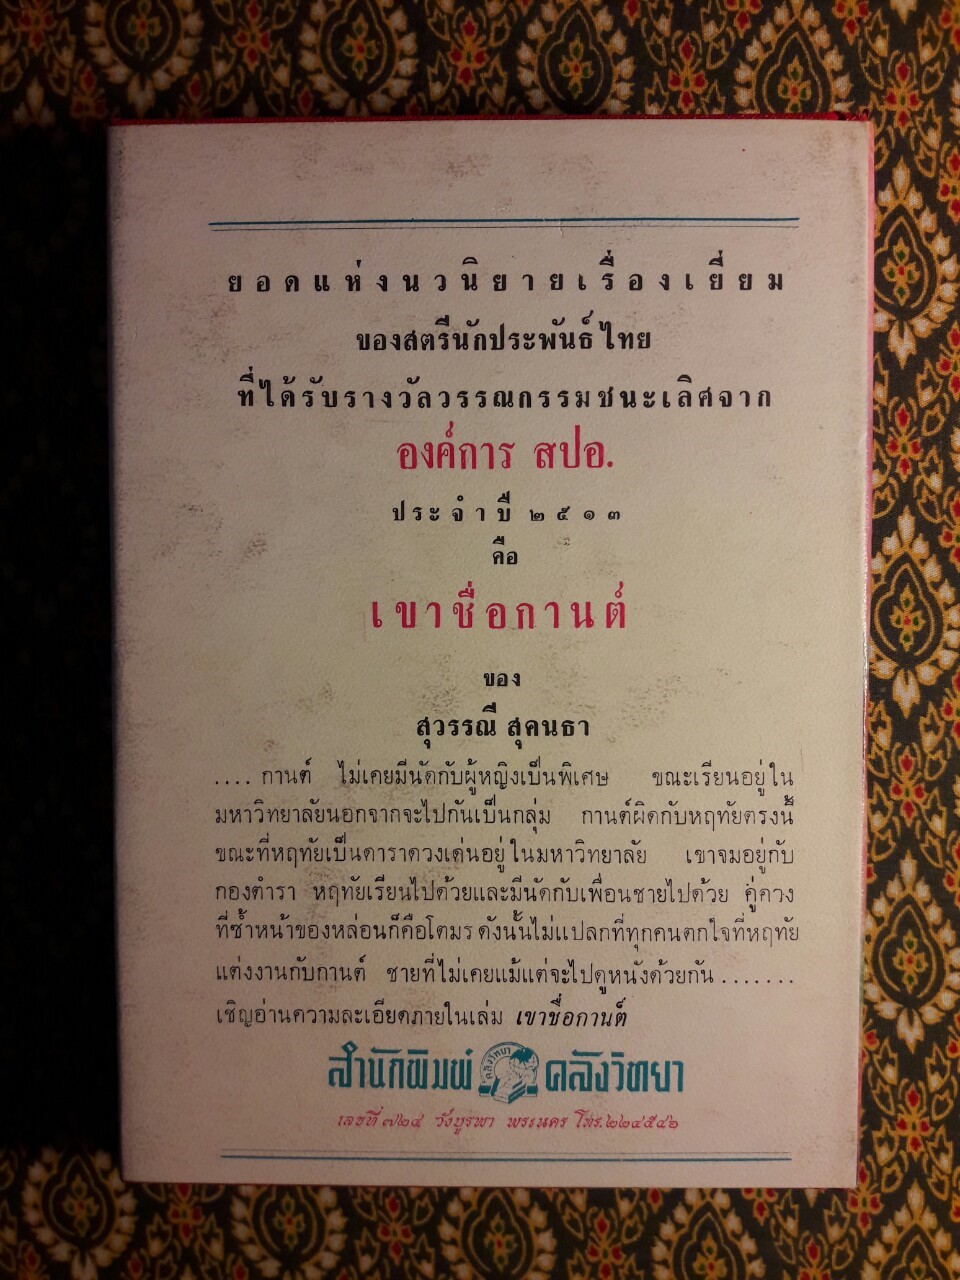 ยอดแห่งนวนิยายเรื่องเยี่ยม
ของสตรีนักประพันธ์ไทย
ที่ได้รับรางวัลวรรณกรรมชนะเลิศจาก
องค์การ สปอ.
ประจำปี ๒๕๑๓
คือ
เขาชื่อกานต์
ของ
สุวรรณี สุคนธา
.... กานต์ ไม่เคยมีนัดกับผู้หญิงเป็นพิเศษ ขณะเรียนอยู่ใน
มหาวิทยาลัยนอกจากจะไปกันเป็นกลุ่ม กานต์ผิดกับหฤทัยตรงนี้
ขณะที่หฤทัยเป็นดาราดวงเด่นอยู่ในมหาวิทยาลัย เขาจมอยู่กับ
กองตำรา หฤทัยเรียนไปด้วยและมีนัดกับเพื่อนชายไปด้วย คู่ควง
ที่ซ้ำหน้าของหล่อนก็คือโตมร ดังนั้นไม่แปลกที่ทุกคนตกใจที่หฤทัย
แต่งงานกับกานต์ ชายที่ไม่เคยแม้แต่จะไปดูหนังด้วยกัน .......
เชิญอ่านความละเอียดภายในเล่ม เขาชื่อกานต์
สำนักพิมพ์ คลังวิทยา คลังวิทยา
เลขที่ ๗๒๘ วังบูรพา พระนคร โทร. ๒๒๔๕๔๖